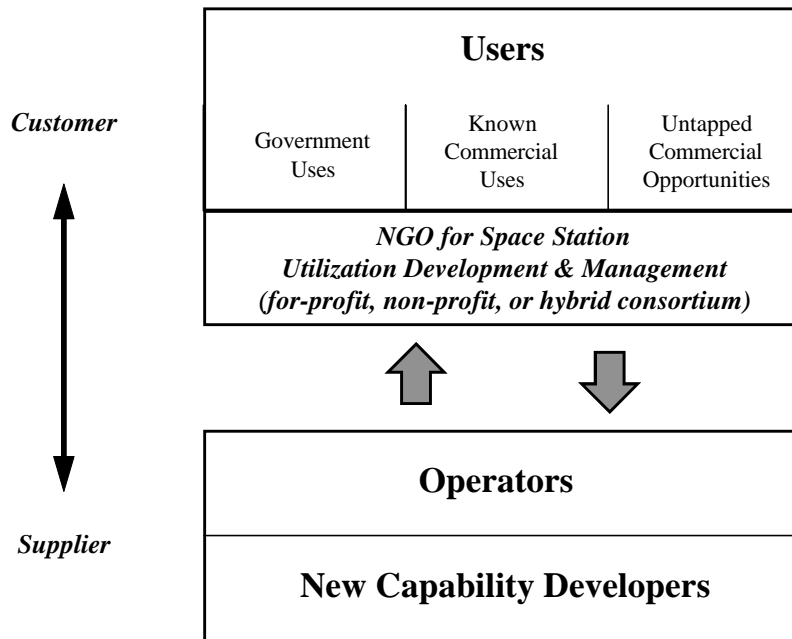 Users
Customer
Government
Uses
Known
Commercial
Uses
Untapped
Commercial
Opportunities
NGO for Space Station
Utilization Development & Management
(for-profit, non-profit, or hybrid consortium)
Operators
Supplier
New Capability Developers